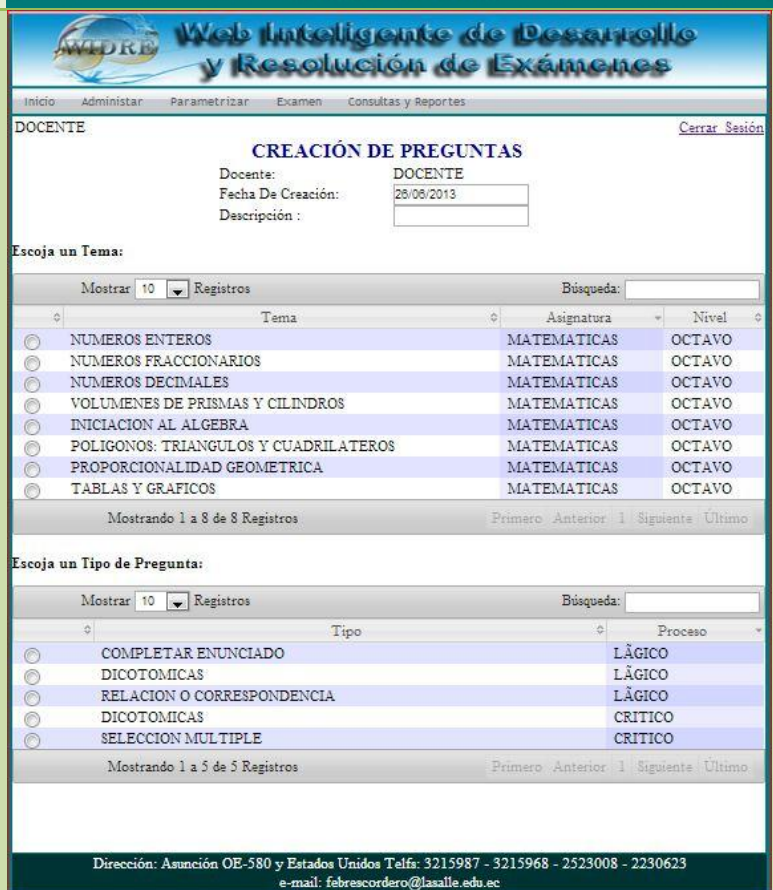 WIDRE Web Inteligente de Desarrollo
y Resolución de Exámenes
Inicio Administar Parametrizar Examen Consultas y Reportes
DOCENTE Cerrar Sesión
CREACIÓN DE PREGUNTAS
Docente: DOCENTE
Fecha De Creación: 26/06/2013
Descripción :
Escoja un Tema:
Mostrar 10 Registros Búsqueda:
Tema Asignatura Nivel
NUMEROS ENTEROS MATEMATICAS OCTAVO
NUMEROS FRACCIONARIOS MATEMATICAS OCTAVO
NUMEROS DECIMALES MATEMATICAS OCTAVO
VOLUMENES DE PRISMAS Y CILINDROS MATEMATICAS OCTAVO
INICIACION AL ALGEBRA MATEMATICAS OCTAVO
POLIGONOS: TRIANGULOS Y CUADRILATEROS MATEMATICAS OCTAVO
PROPORCIONALIDAD GEOMETRICA MATEMATICAS OCTAVO
TABLAS Y GRAFICOS MATEMATICAS OCTAVO
Mostrando 1 a 8 de 8 Registros Primero Anterior 1 Siguiente Último
Escoja un Tipo de Pregunta:
Mostrar 10 Registros Búsqueda:
Tipo Proceso
COMPLETAR ENUNCIADO LÃGICO
DICOTOMICAS LÃGICO
RELACION O CORRESPONDENCIA LÃGICO
DICOTOMICAS CRITICO
SELECCION MULTIPLE CRITICO
Mostrando 1 a 5 de 5 Registros Primero Anterior 1 Siguiente Último
Dirección: Asunción OE-580 y Estados Unidos Telfs: 3215987 - 3215968 - 2523008 - 2230623
e-mail: febrescordero@lasalle.edu.ec